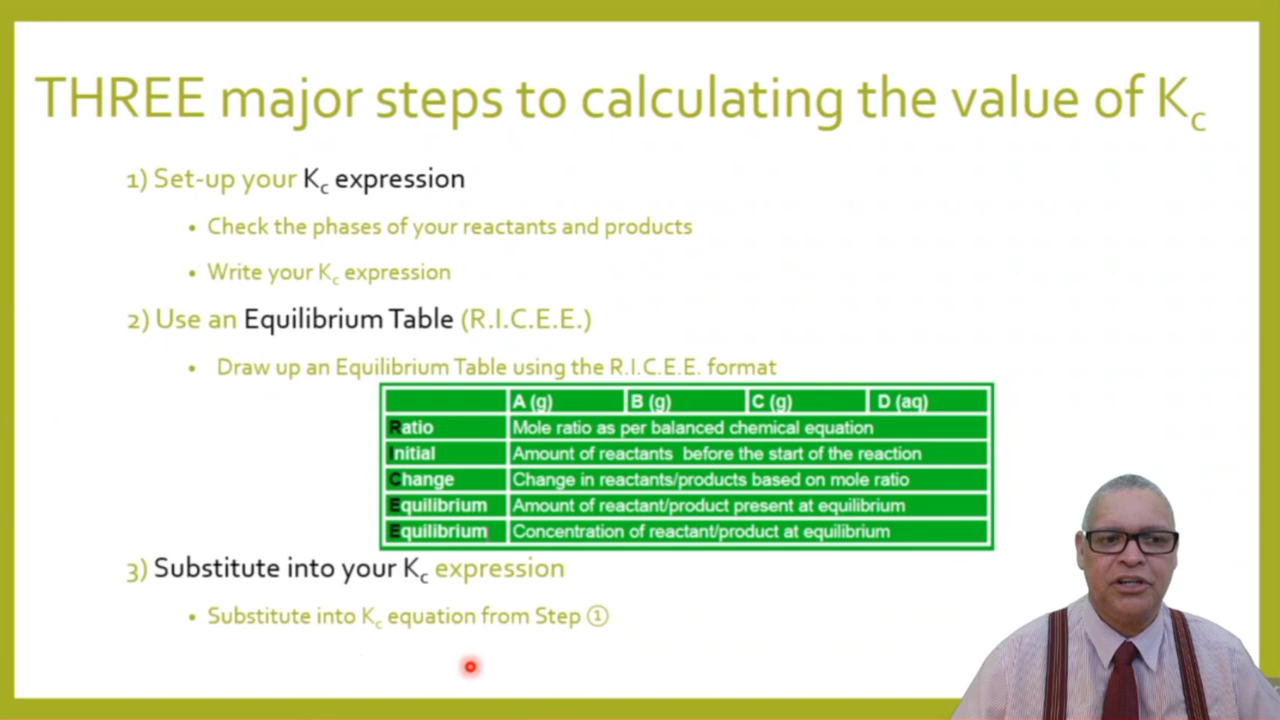 THREE major steps to calculating the value of Kc
1) Set-up your Kc expression
• Check the phases of your reactants and products
• Write your Kc expression
2) Use an Equilibrium Table (R.I.C.E.E.)
• Draw up an Equilibrium Table using the R.I.C.E.E. format
A (g) B (g) C (g) D (aq)
Ratio Mole ratio as per balanced chemical equation
Initial Amount of reactants before the start of the reaction
Change Change in reactants/products based on mole ratio
Equilibrium Amount of reactant/product present at equilibrium
Equilibrium Concentration of reactant/product at equilibrium
3) Substitute into your Kc expression
• Substitute into Kc equation from Step ①